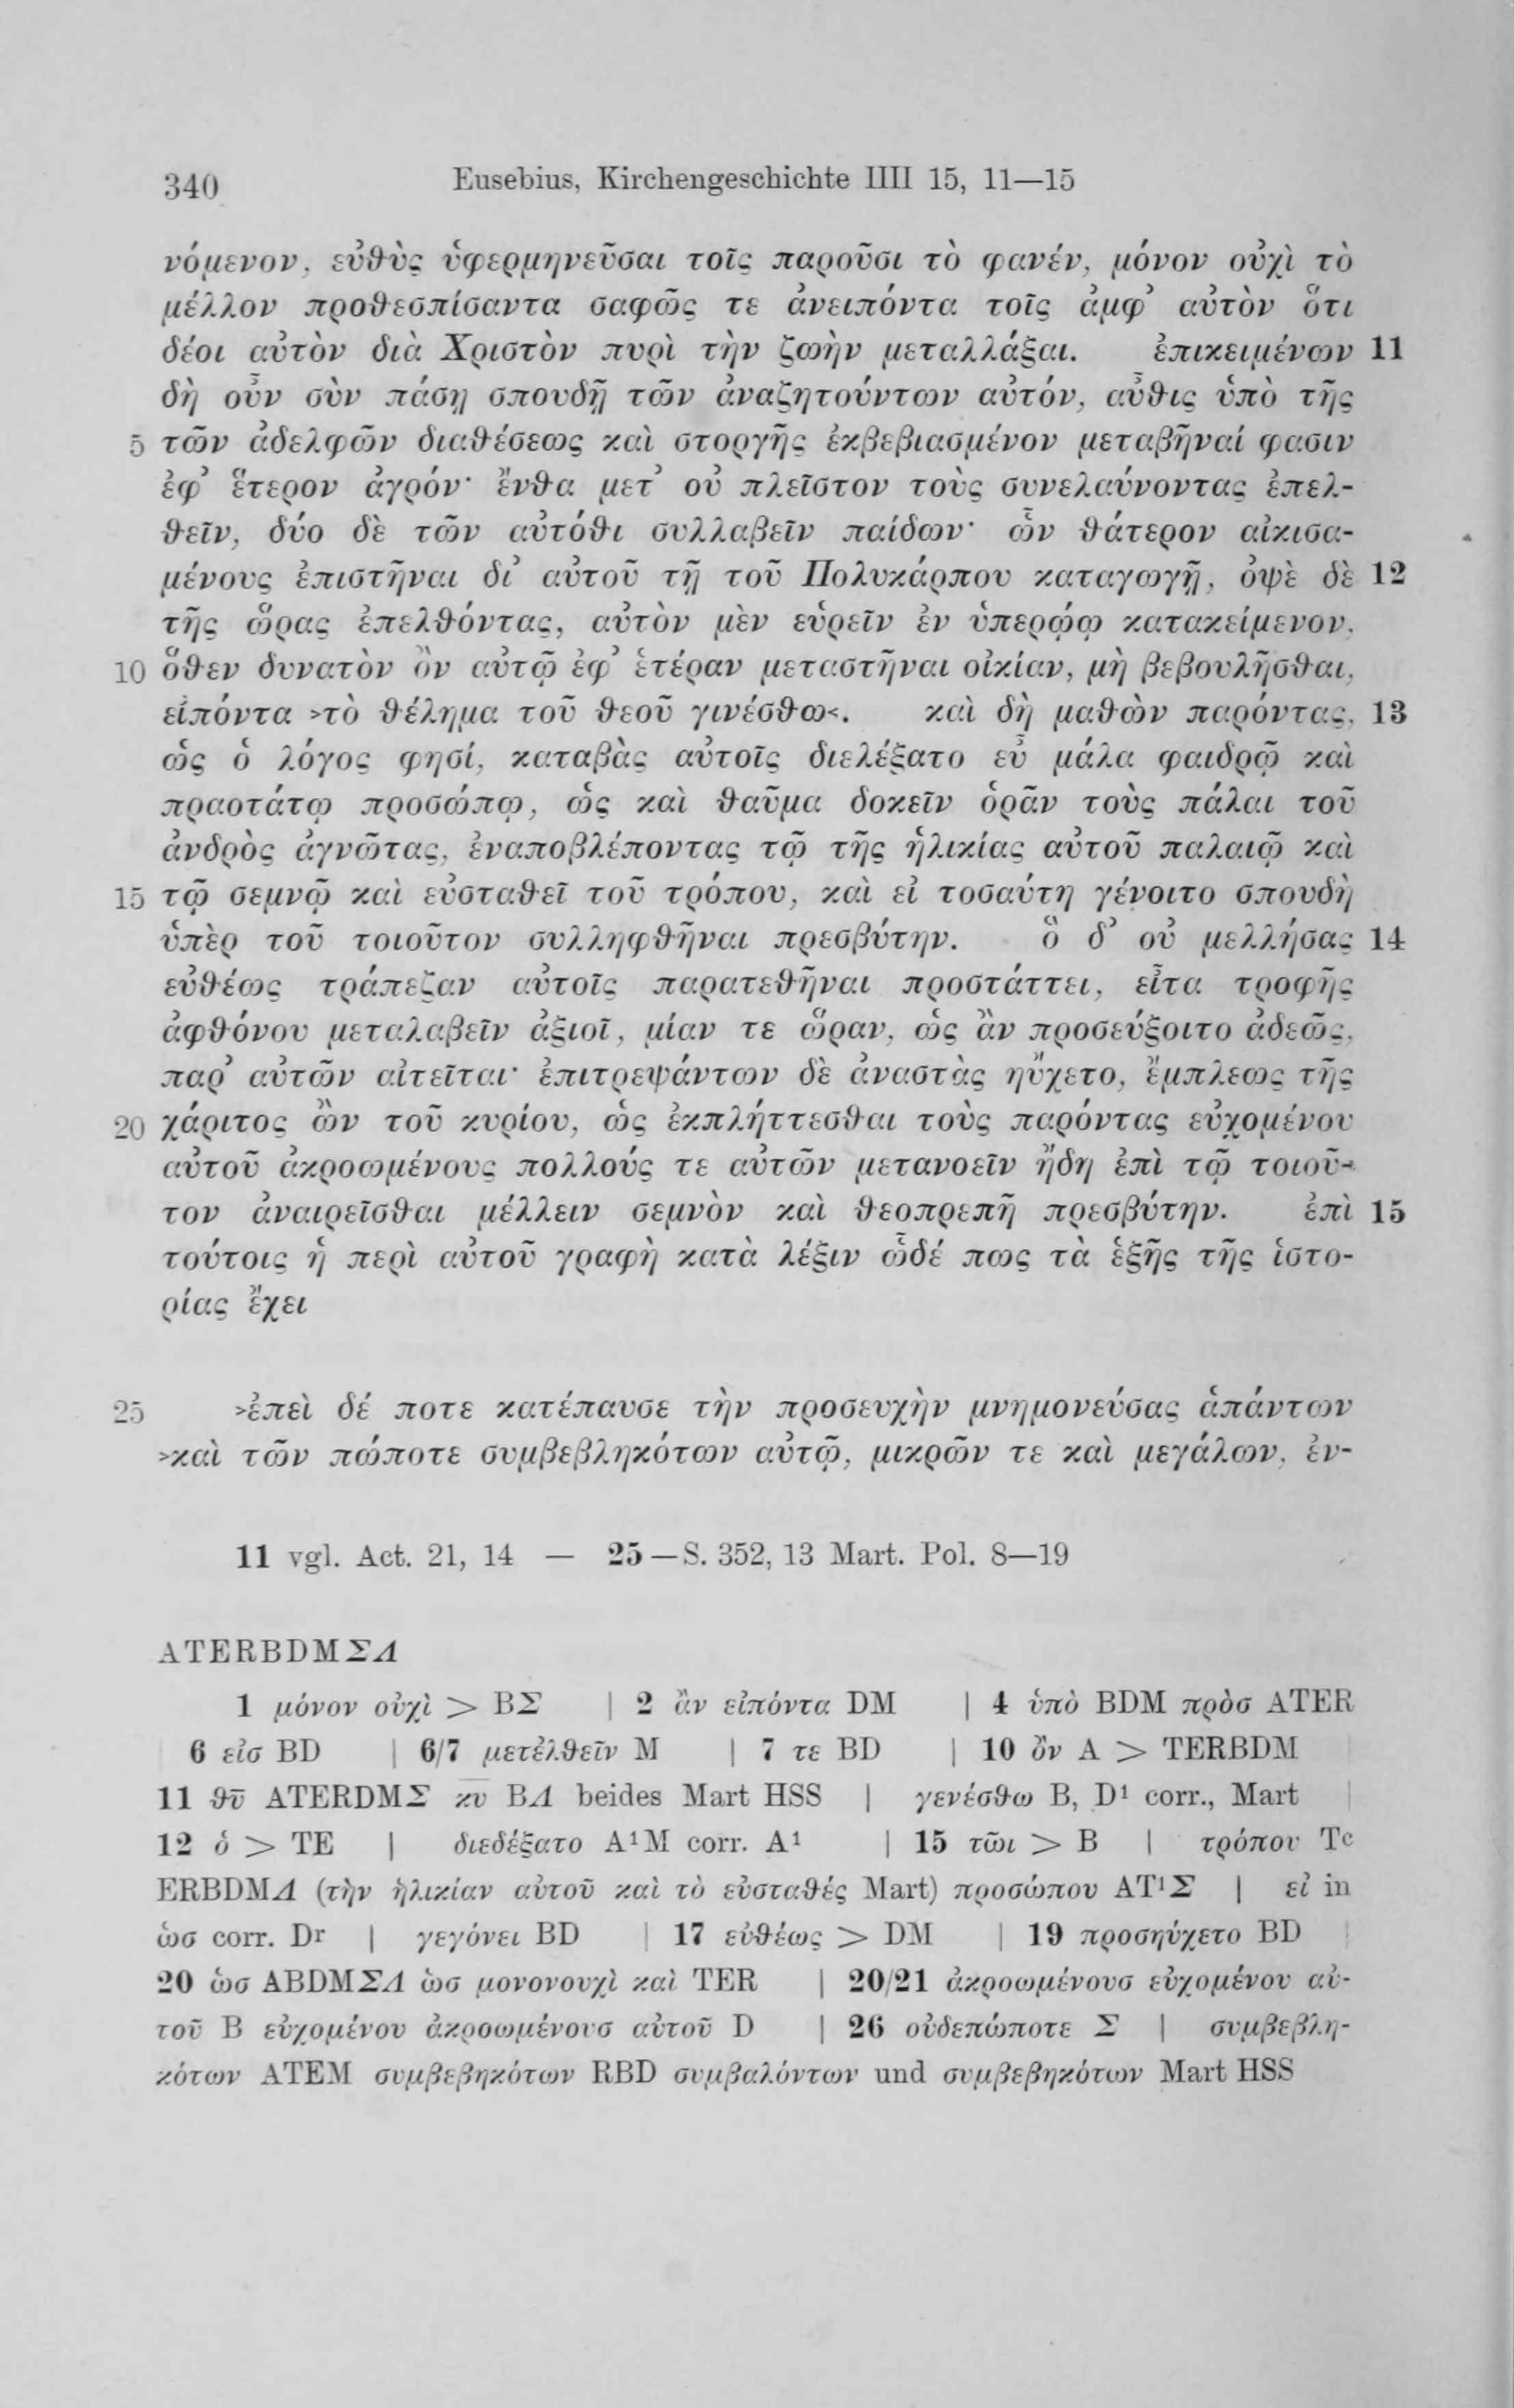 340 Eusebius, Kirchengeschichte IIII 15, 11—15
νόμενον, εὐθὺς ὑφερμηνεῦσαι τοῖς παροῦσι τὸ φανέν, μόνον οὐχὶ τὸ
μέλλον προθεσπίσαντα σαφῶς τε ἀνειπόντα τοῖς ἀμφ’ αὐτὸν ὅτι
δέοι αὐτὸν διὰ Χριστὸν πυρὶ τὴν ζωὴν μεταλλάξαι. ἐπικειμένων 11
δὴ οὖν σὺν πάσῃ σπουδῇ τῶν ἀναζητούντων αὐτόν, αὖθις ὑπὸ τῆς
5 τῶν ἀδελφῶν διαθέσεως καὶ στοργῆς ἐκβεβιασμένον μεταβῆναί φασιν
ἐφ’ ἕτερον ἀγρόν· ἔνθα μετ’ οὐ πλεῖστον τοὺς συνελαύνοντας ἐπελ-
θεῖν, δύο δὲ τῶν αὐτόθι συλλαβεῖν παίδων· ὧν θάτερον αἰκισα-
μένους ἐπιστῆναι δι’ αὐτοῦ τῇ τοῦ Πολυκάρπου καταγωγῇ, ὀψὲ δὲ 12
τῆς ὥρας ἐπελθόντας, αὐτὸν μὲν εὑρεῖν ἐν ὑπερῴῳ κατακείμενον,
10 ὅθεν δυνατὸν ὂν αὐτῷ ἐφ’ ἑτέραν μεταστῆναι οἰκίαν, μὴ βεβουλῆσθαι,
εἰπόντα ›τὸ θέλημα τοῦ θεοῦ γινέσθω‹. καὶ δὴ μαθὼν παρόντας, 13
ὡς ὁ λόγος φησί, καταβὰς αὐτοῖς διελέξατο εὖ μάλα φαιδρῷ καὶ
πραοτάτῳ προσώπῳ, ὡς καὶ θαῦμα δοκεῖν ὁρᾶν τοὺς πάλαι τοῦ
ἀνδρὸς ἀγνῶτας, ἐναποβλέποντας τῷ τῆς ἡλικίας αὐτοῦ παλαιῷ καὶ
15 τῷ σεμνῷ καὶ εὐσταθεῖ τοῦ τρόπου, καὶ εἰ τοσαύτη γένοιτο σπουδὴ
ὑπὲρ τοῦ τοιοῦτον συλληφθῆναι πρεσβύτην. ὃ δ’ οὐ μελλήσας 14
εὐθέως τράπεζαν αὐτοῖς παρατεθῆναι προστάττει, εἶτα τροφῆς
ἀφθόνου μεταλαβεῖν ἀξιοῖ, μίαν τε ὥραν, ὡς ἂν προσεύξοιτο ἀδεῶς,
παρ’ αὐτῶν αἰτεῖται· ἐπιτρεψάντων δὲ ἀναστὰς ηὔχετο, ἔμπλεως τῆς
20 χάριτος ὢν τοῦ κυρίου, ὡς ἐκπλήττεσθαι τοὺς παρόντας εὐχομένου
αὐτοῦ ἀκροωμένους πολλούς τε αὐτῶν μετανοεῖν ἤδη ἐπὶ τῷ τοιοῦ-
τον ἀναιρεῖσθαι μέλλειν σεμνὸν καὶ θεοπρεπῆ πρεσβύτην. ἐπὶ 15
τούτοις ἡ περὶ αὐτοῦ γραφὴ κατὰ λέξιν ὧδέ πως τὰ ἑξῆς τῆς ἱστο-
ρίας ἔχει
25 ›ἐπεὶ δέ ποτε κατέπαυσε τὴν προσευχὴν μνημονεύσας ἁπάντων
›καὶ τῶν πώποτε συμβεβληκότων αὐτῷ, μικρῶν τε καὶ μεγάλων, ἐν-
11 vgl. Act. 21, 14 — 25—S. 352, 13 Mart. Pol. 8—19
ATERBDMΣΛ
1 μόνον οὐχὶ > BΣ | 2 ἂν εἰπόντα DM | 4 ὑπὸ BDM πρὸσ ATER
6 εἰσ BD | 6/7 μετέλθεῖν M | 7 τε BD | 10 ὂν A > TERBDM
11 θῦ ATERDMΣ κυ BΛ beides Mart HSS | γενέσθω B, D¹ corr., Mart
12 ὁ > TE | διεδέξατο A¹M corr. A¹ | 15 τῶι > B | τρόπου Tᶜ
ERBDMΛ (τὴν ἡλικίαν αὐτοῦ καὶ τὸ εὐσταθές Mart) προσώπου AT¹Σ | εἰ in
ὡσ corr. Dʳ | γεγόνει BD | 17 εὐθέως > DM | 19 προσηύχετο BD
20 ὡσ ABDMΣΛ ὡσ μονονουχὶ καὶ TER | 20/21 ἀκροωμένουσ εὐχομένου αὐ-
τοῦ B εὐχομένου ἀκροωμένουσ αὐτοῦ D | 26 οὐδεπώποτε Σ | συμβεβλη-
κότων ATEM συμβεβηκότων RBD συμβαλόντων und συμβεβηκότων Mart HSS